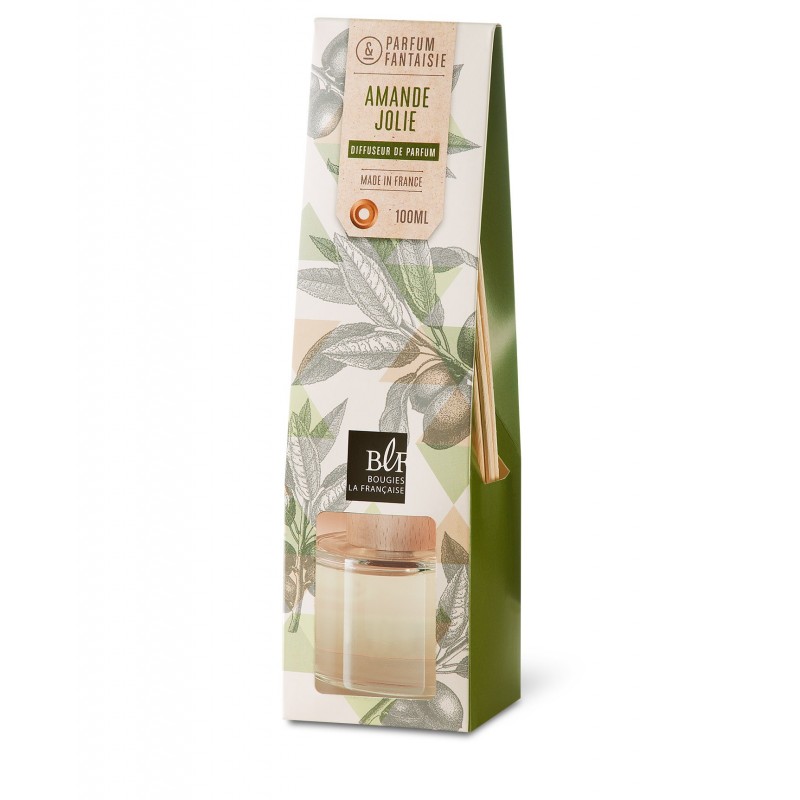 & PARFUM
FANTAISIE
AMANDE
JOLIE
DIFFUSEUR DE PARFUM
MADE IN FRANCE
100ML
BlF
BOUGIES
LA FRANÇAISE